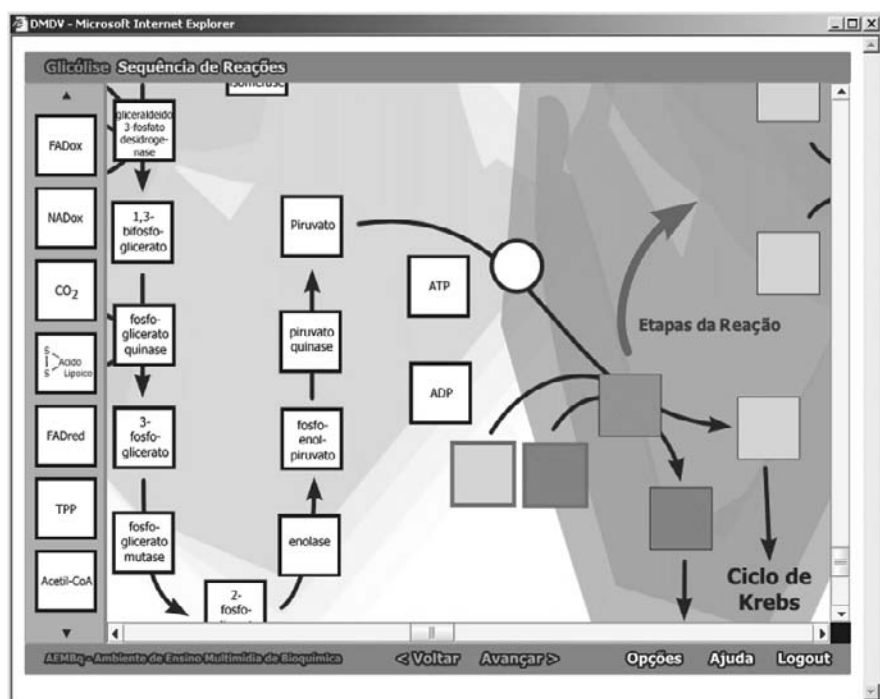 DMDV - Microsoft Internet Explorer
Glicólise Sequência de Reações
FADox
NADox
CO2
S
S
Ácido
Lipoico
FADred
TPP
Acetil-CoA
gliceraldeido
3-fosfato
desidroge-
nase
1,3-
bifosfo-
glicerato
fosfo-
glicerato
quinase
3-
fosfo-
glicerato
fosfo-
glicerato
mutase
2-
fosfo-
enolase
fosfo-
enol-
piruvato
piruvato
quinase
Piruvato
ATP
ADP
Etapas da Reação
Ciclo de
Krebs
AEMBq - Ambiente de Ensino Multimídia de Bioquímica
< Voltar
Avançar >
Opções
Ajuda
Logout